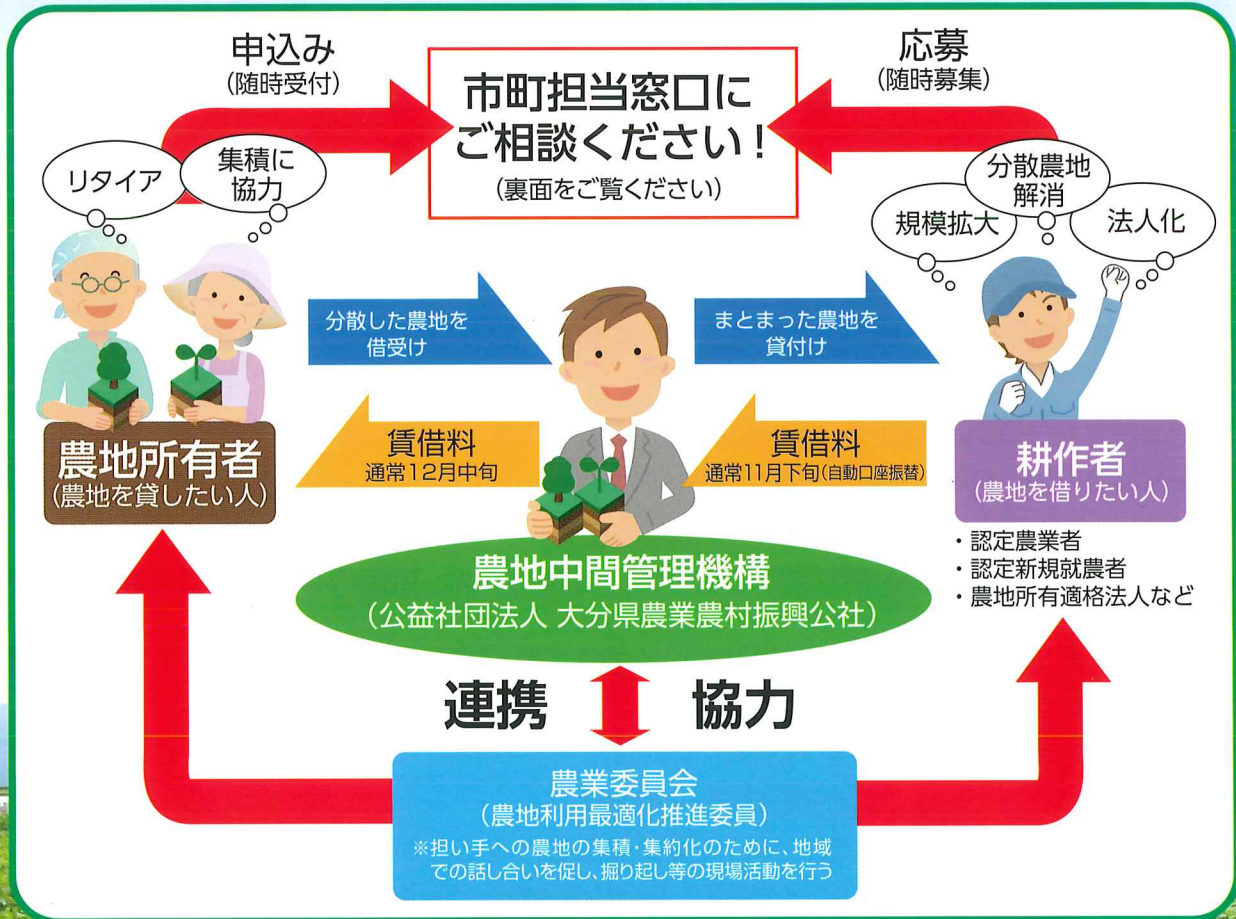 申込み
(随時受付)
市町担当窓口に
ご相談ください!
(裏面をご覧ください)
応募
(随時募集)
リタイア
集積に
協力
規模拡大
分散農地
解消
法人化
分散した農地を
借受け
まとまった農地を
貸付け
賃借料
通常12月中旬
賃借料
通常11月下旬(自動口座振替)
農地所有者
(農地を貸したい人)
耕作者
(農地を借りたい人)
・認定農業者
・認定新規就農者
・農地所有適格法人など
農地中間管理機構
(公益社団法人 大分県農業農村振興公社)
連携 協力
農業委員会
(農地利用最適化推進委員)
※担い手への農地の集積・集約化のために、地域
での話し合いを促し、掘り起し等の現場活動を行う